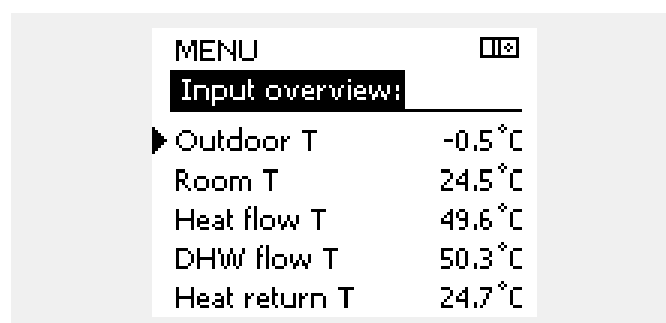 MENU
Input overview:
Outdoor T -0.5°C
Room T 24.5°C
Heat flow T 49.6°C
DHW flow T 50.3°C
Heat return T 24.7°C